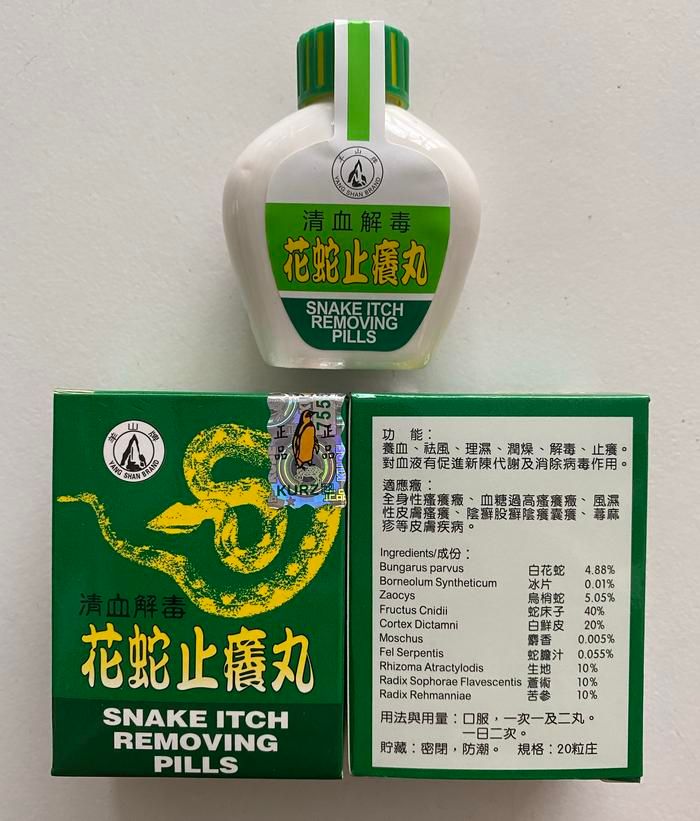 羊山牌
YANG SHAN BRAND
清血解毒
花蛇止癢丸
SNAKE ITCH
REMOVING
PILLS
羊山牌
YANG SHAN BRAND
正品
正品
755
KURZ
清血解毒
花蛇止癢丸
SNAKE ITCH
REMOVING
PILLS
功 能：
養血、祛風、理濕、潤燥、解毒、止癢。
對血液有促進新陳代謝及消除病毒作用。
適應癥：
全身性瘙癢癥、血糖過高瘙癢癥、風濕
性皮膚瘙癢、陰癬股癬陰癢囊癢、蕁麻
疹等皮膚疾病。
Ingredients/成份：
Bungarus parvus 白花蛇 4.88%
Borneolum Syntheticum 冰片 0.01%
Zaocys 烏梢蛇 5.05%
Fructus Cnidii 蛇床子 40%
Cortex Dictamni 白鮮皮 20%
Moschus 麝香 0.005%
Fel Serpentis 蛇膽汁 0.055%
Rhizoma Atractylodis 生地 10%
Radix Sophorae Flavescentis 蒼術 10%
Radix Rehmanniae 苦參 10%
用法與用量：口服，一次一及二丸。
一日二次。
貯藏：密閉，防潮。 規格：20粒庄